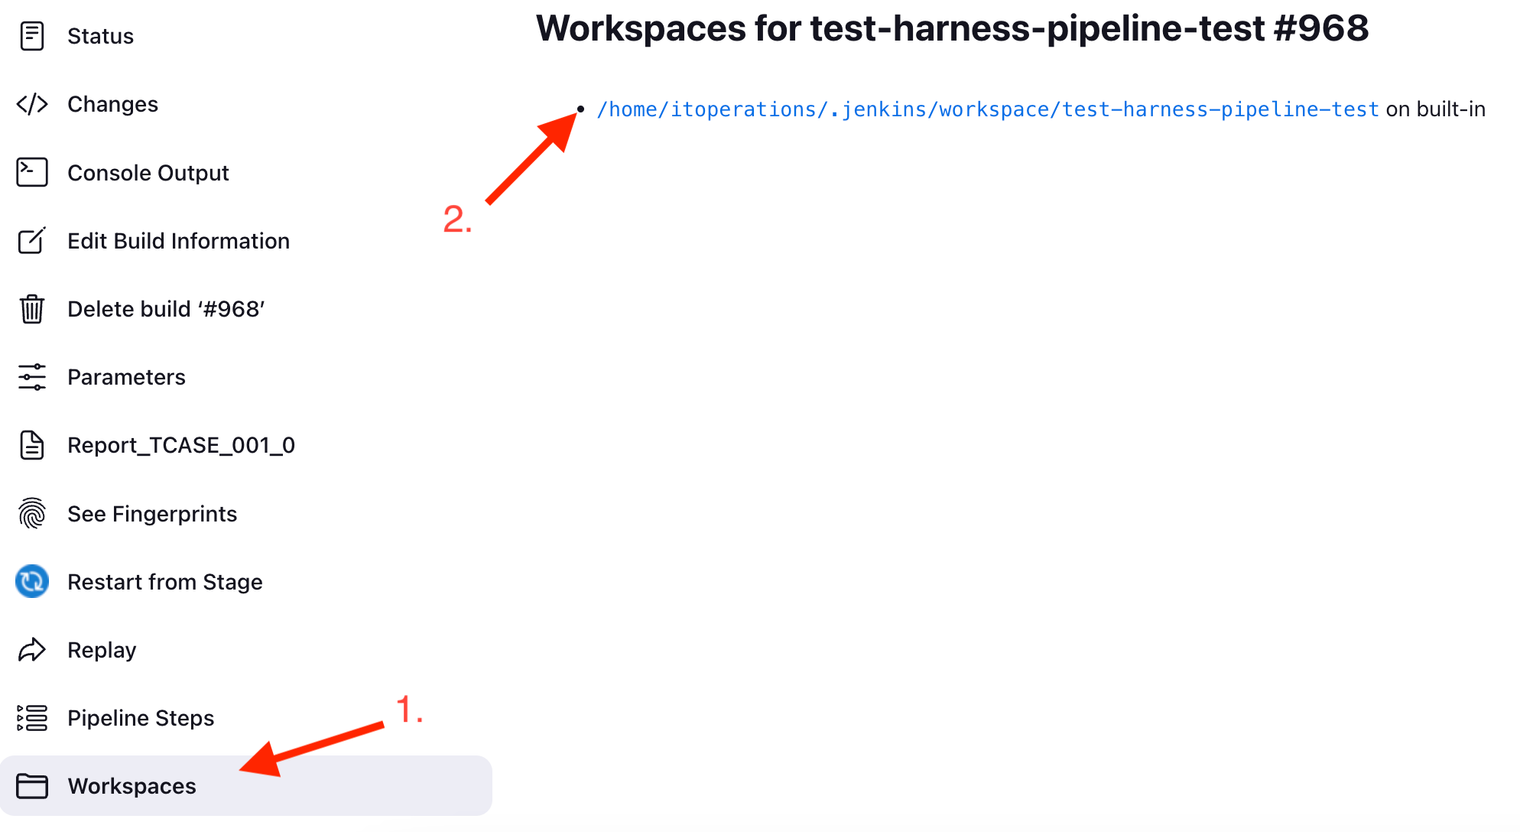 Status
Changes
Console Output
Edit Build Information
Delete build ‘#968’
Parameters
Report_TCASE_001_0
See Fingerprints
Restart from Stage
Replay
Pipeline Steps
1.
Workspaces
Workspaces for test-harness-pipeline-test #968
• /home/itoperations/.jenkins/workspace/test-harness-pipeline-test on built-in
2.